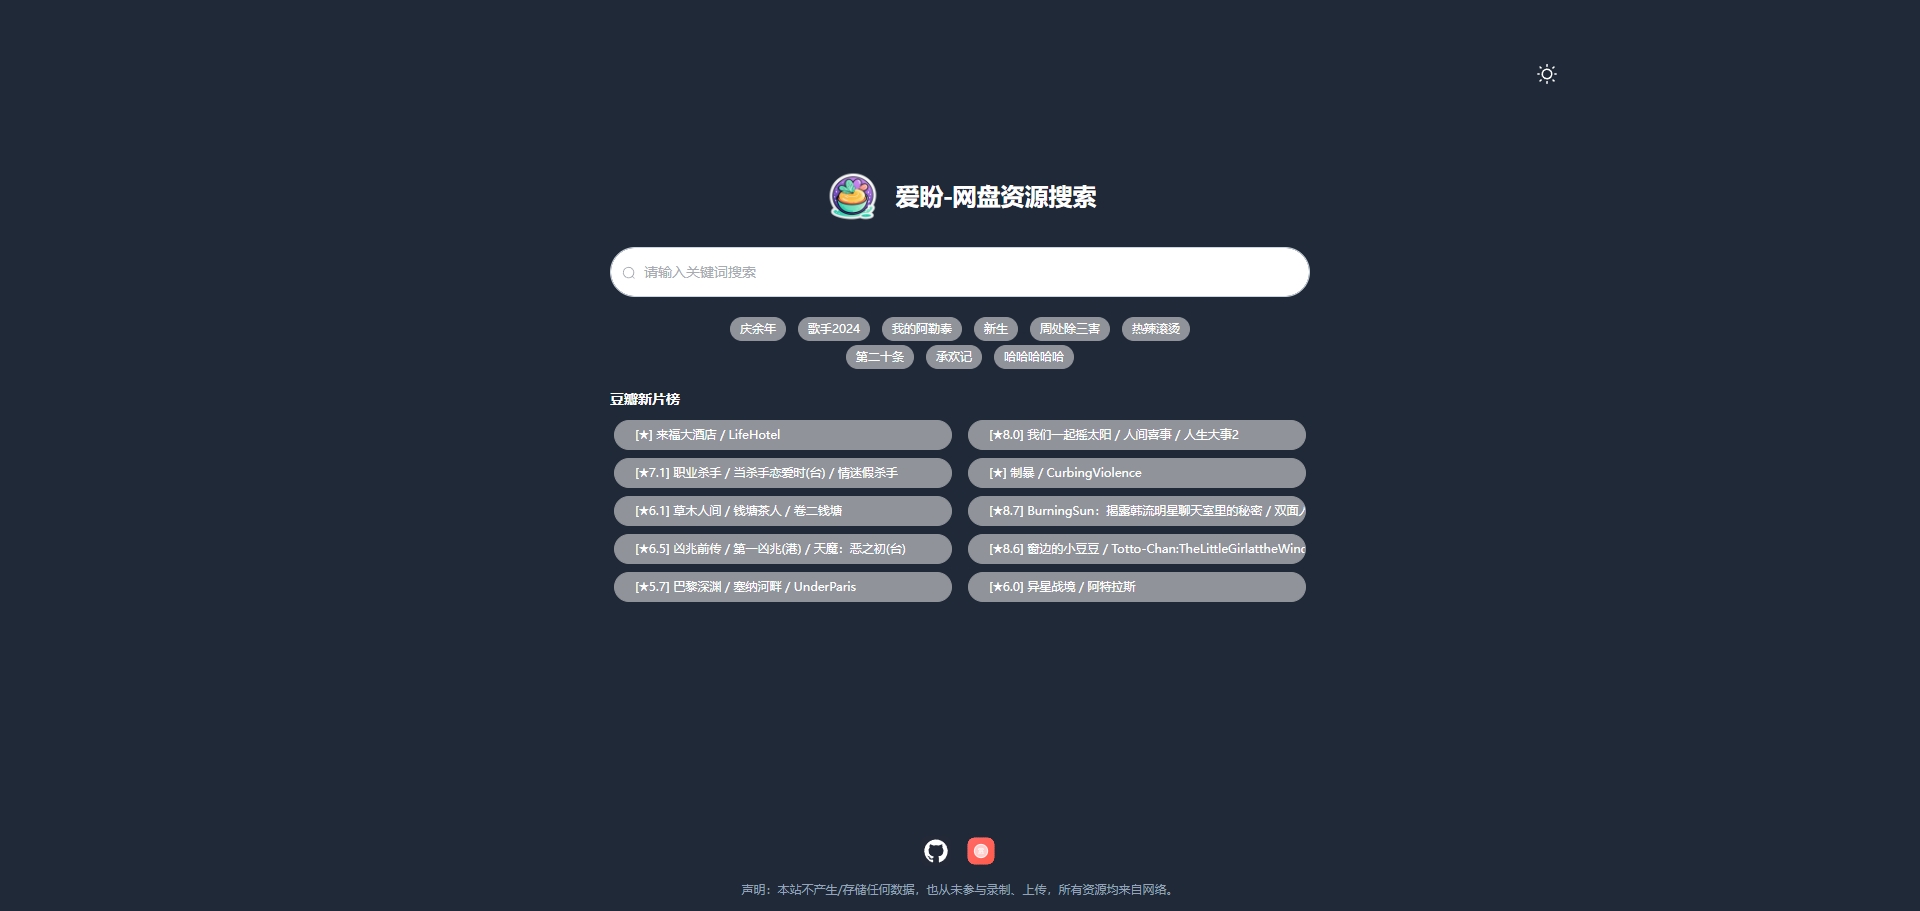 爱盼-网盘资源搜索
请输入关键词搜索
庆余年 歌手2024 我的阿勒泰 新生 周处除三害 热辣滚烫
第二十条 承欢记 哈哈哈哈哈
豆瓣新片榜
[★] 来福大酒店 / LifeHotel
[★8.0] 我们一起摇太阳 / 人间喜事 / 人生大事2
[★7.1] 职业杀手 / 当杀手恋爱时(台) / 情迷假杀手
[★] 制暴 / CurbingViolence
[★6.1] 草木人间 / 钱塘茶人 / 卷二钱塘
[★8.7] BurningSun：揭露韩流明星聊天室里的秘密 / 双面
[★6.5] 凶兆前传 / 第一凶兆(港) / 天魔：恶之初(台)
[★8.6] 窗边的小豆豆 / Totto-Chan:TheLittleGirlattheWin
[★5.7] 巴黎深渊 / 塞纳河畔 / UnderParis
[★6.0] 异星战境 / 阿特拉斯
声明：本站不产生/存储任何数据，也从未参与录制、上传，所有资源均来自网络。